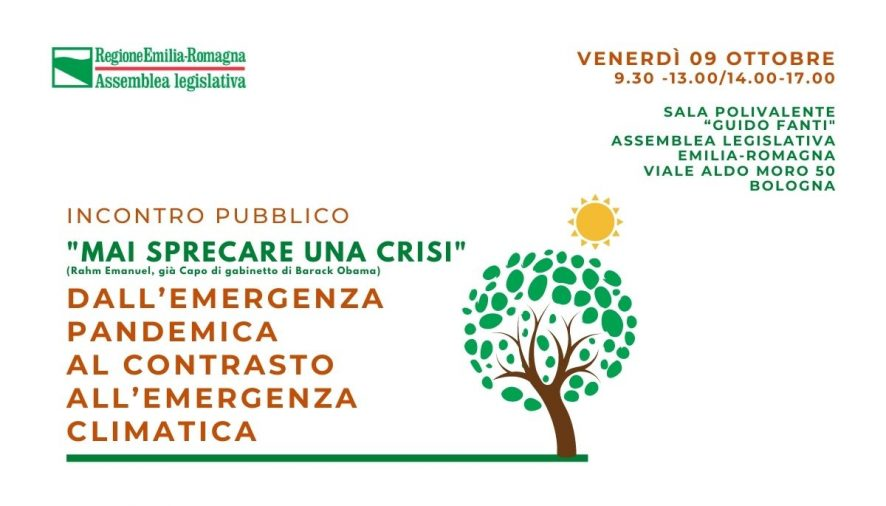 RegioneEmilia-Romagna
Assemblea legislativa
VENERDÌ 09 OTTOBRE
9.30 -13.00/14.00-17.00
SALA POLIVALENTE
“GUIDO FANTI"
ASSEMBLEA LEGISLATIVA
EMILIA-ROMAGNA
VIALE ALDO MORO 50
BOLOGNA
INCONTRO PUBBLICO
"MAI SPRECARE UNA CRISI"
(Rahm Emanuel, già Capo di gabinetto di Barack Obama)
DALL’EMERGENZA
PANDEMICA
AL CONTRASTO
ALL’EMERGENZA
CLIMATICA